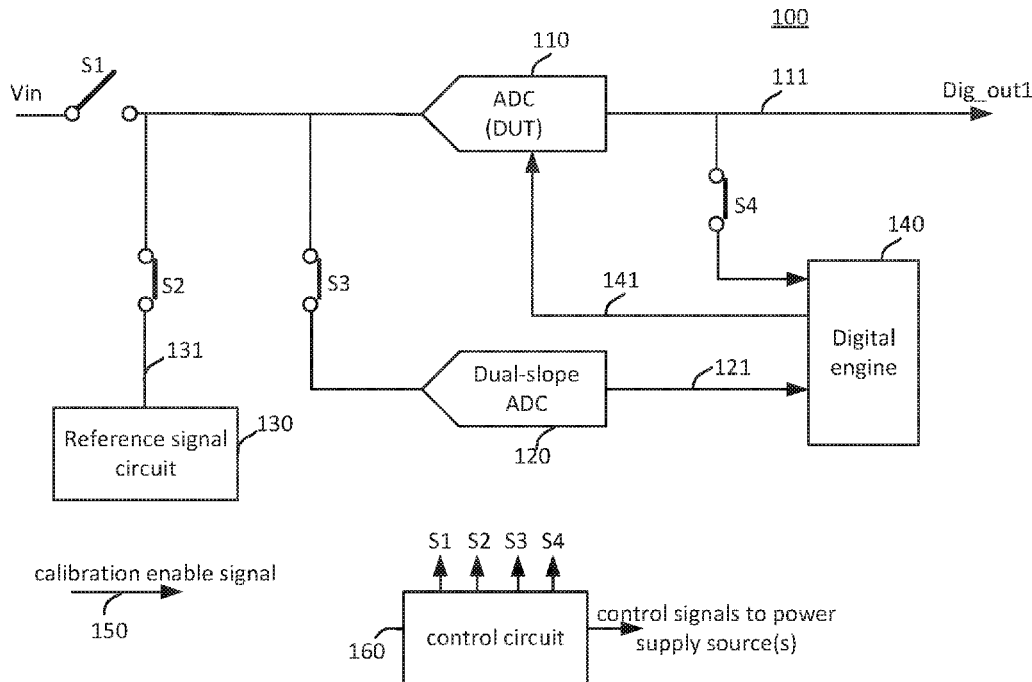 100
110
S1
Vin
ADC
(DUT)
111
Dig_out1
S4
140
S2
S3
141
131
Digital
engine
Dual-slope
ADC
121
Reference signal
circuit
130
120
S1 S2 S3 S4
calibration enable signal
150
160
control circuit
control signals to power
supply source(s)